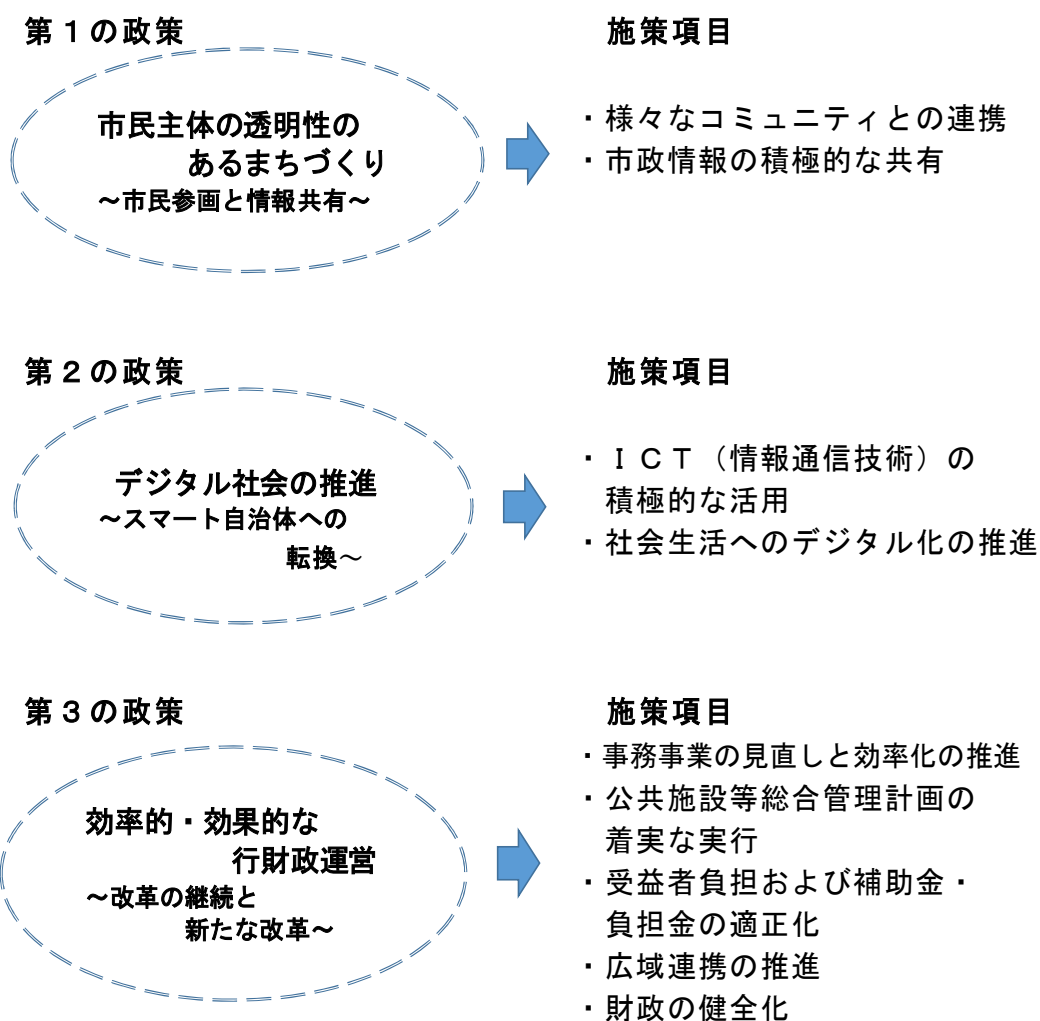 第１の政策
市民主体の透明性の
あるまちづくり
～市民参画と情報共有～
施策項目
・様々なコミュニティとの連携
・市政情報の積極的な共有
第２の政策
デジタル社会の推進
～スマート自治体への
転換～
施策項目
・ＩＣＴ（情報通信技術）の
積極的な活用
・社会生活へのデジタル化の推進
第３の政策
効率的・効果的な
行財政運営
～改革の継続と
新たな改革～
施策項目
・事務事業の見直しと効率化の推進
・公共施設等総合管理計画の
着実な実行
・受益者負担および補助金・
負担金の適正化
・広域連携の推進
・財政の健全化